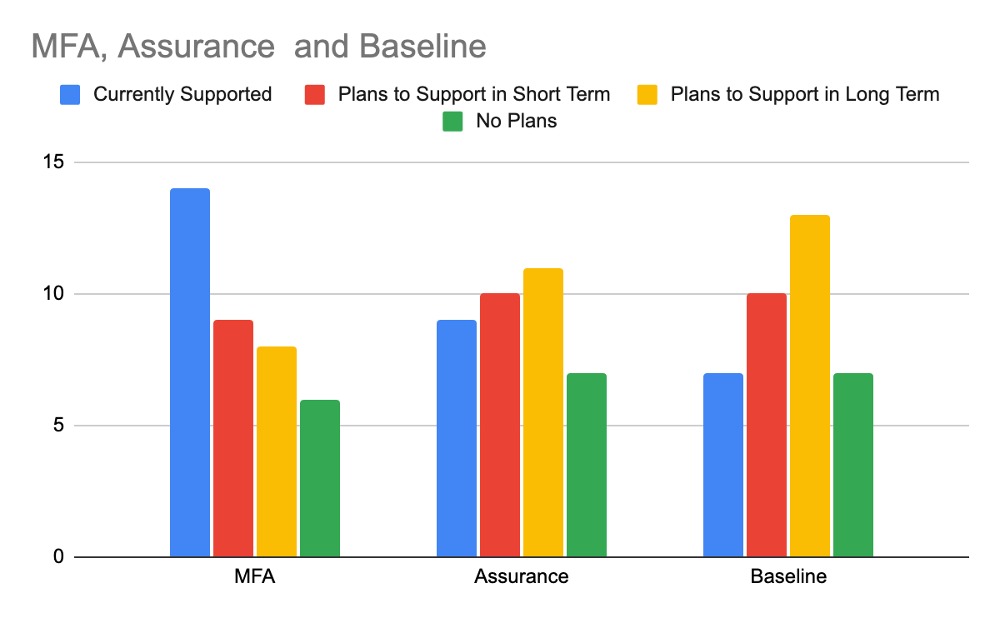 MFA, Assurance  and Baseline
Currently Supported
Plans to Support in Short Term
Plans to Support in Long Term
No Plans
15
10
5
0
MFA
Assurance
Baseline